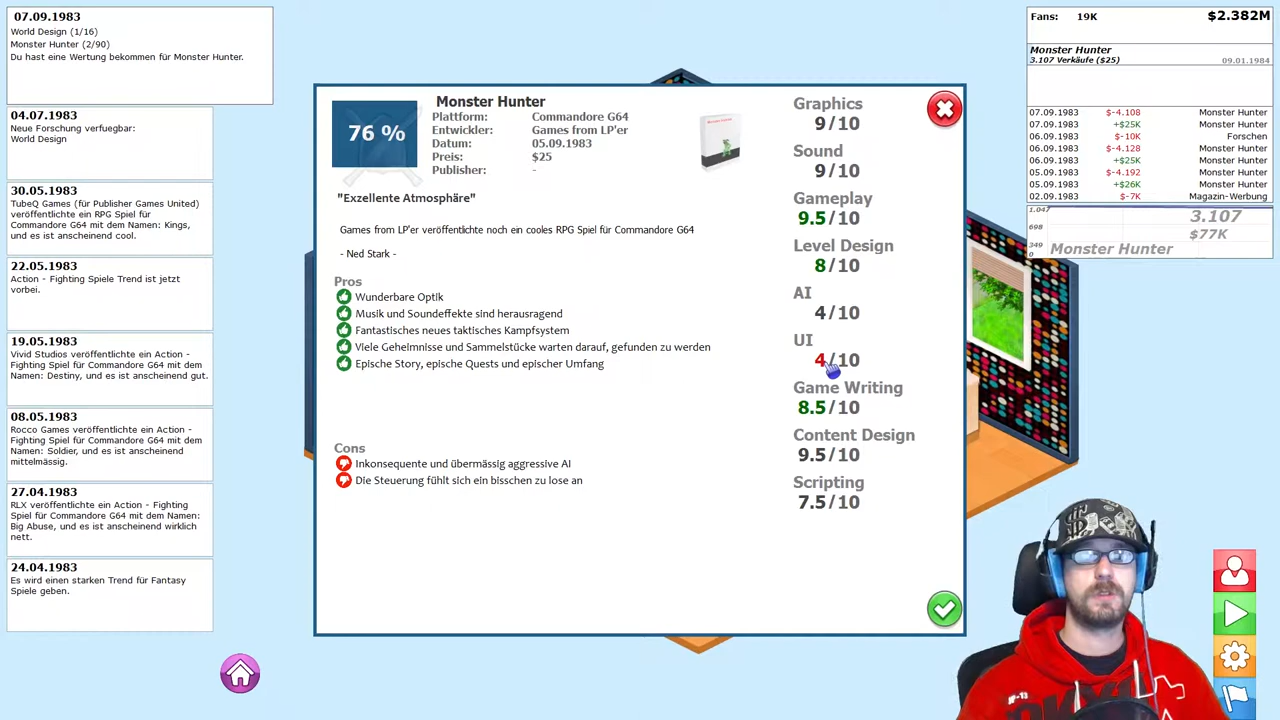 07.09.1983
World Design (1/16)
Monster Hunter (2/90)
Du hast eine Wertung bekommen für Monster Hunter.
04.07.1983
Neue Forschung verfuegbar:
World Design
30.05.1983
TubeQ Games (für Publisher Games United)
veröffentlichte ein RPG Spiel für
Commandore G64 mit dem Namen: Kings,
und es ist anscheinend cool.
22.05.1983
Action - Fighting Spiele Trend ist jetzt
vorbei.
19.05.1983
Vivid Studios veröffentlichte ein Action -
Fighting Spiel für Commandore G64 mit dem
Namen: Destiny, und es ist anscheinend gut.
08.05.1983
Rocco Games veröffentlichte ein Action -
Fighting Spiel für Commandore G64 mit dem
Namen: Soldier, und es ist anscheinend
mittelmässig.
27.04.1983
RLX veröffentlichte ein Action - Fighting
Spiel für Commandore G64 mit dem Namen:
Big Abuse, und es ist anscheinend wirklich
nett.
24.04.1983
Es wird einen starken Trend für Fantasy
Spiele geben.
76 %
Monster Hunter
Plattform: Commandore G64
Entwickler: Games from LP'er
Datum: 05.09.1983
Preis: $25
Publisher: -
"Exzellente Atmosphäre"
Games from LP'er veröffentlichte noch ein cooles RPG Spiel für Commandore G64
- Ned Stark -
Pros
Wunderbare Optik
Musik und Soundeffekte sind herausragend
Fantastisches neues taktisches Kampfsystem
Viele Geheimnisse und Sammelstücke warten darauf, gefunden zu werden
Epische Story, epische Quests und epischer Umfang
Cons
Inkonsequente und übermässig aggressive AI
Die Steuerung fühlt sich ein bisschen zu lose an
Graphics
9/10
Sound
9/10
Gameplay
9.5/10
Level Design
8/10
AI
4/10
UI
4/10
Game Writing
8.5/10
Content Design
9.5/10
Scripting
7.5/10
Fans: 19K $2.382M
Monster Hunter
3.107 Verkäufe ($25) 09.01.1984
07.09.1983 $-4.108 Monster Hunter
07.09.1983 +$25K Monster Hunter
06.09.1983 $-10K Forschen
06.09.1983 $-4.128 Monster Hunter
06.09.1983 +$25K Monster Hunter
05.09.1983 $-4.192 Monster Hunter
05.09.1983 +$26K Monster Hunter
02.09.1983 $-7K Magazin-Werbung
1.047
698
349
0
3.107
$77K
Monster Hunter